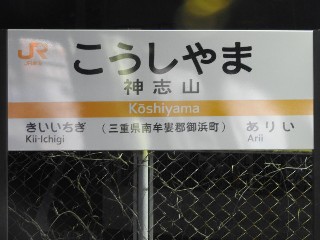 JR
こうしやま
神志山
Kōshiyama
きいいちぎ (三重県南牟婁郡御浜町) あ り い
Kii-Ichigi Arii